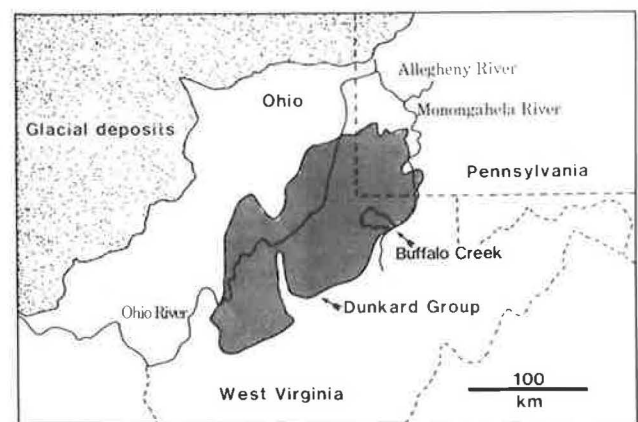 Allegheny River
Ohio
Monongahela River
Glacial deposits
Pennsylvania
Buffalo Creek
Ohio River
Dunkard Group
West Virginia
100
km